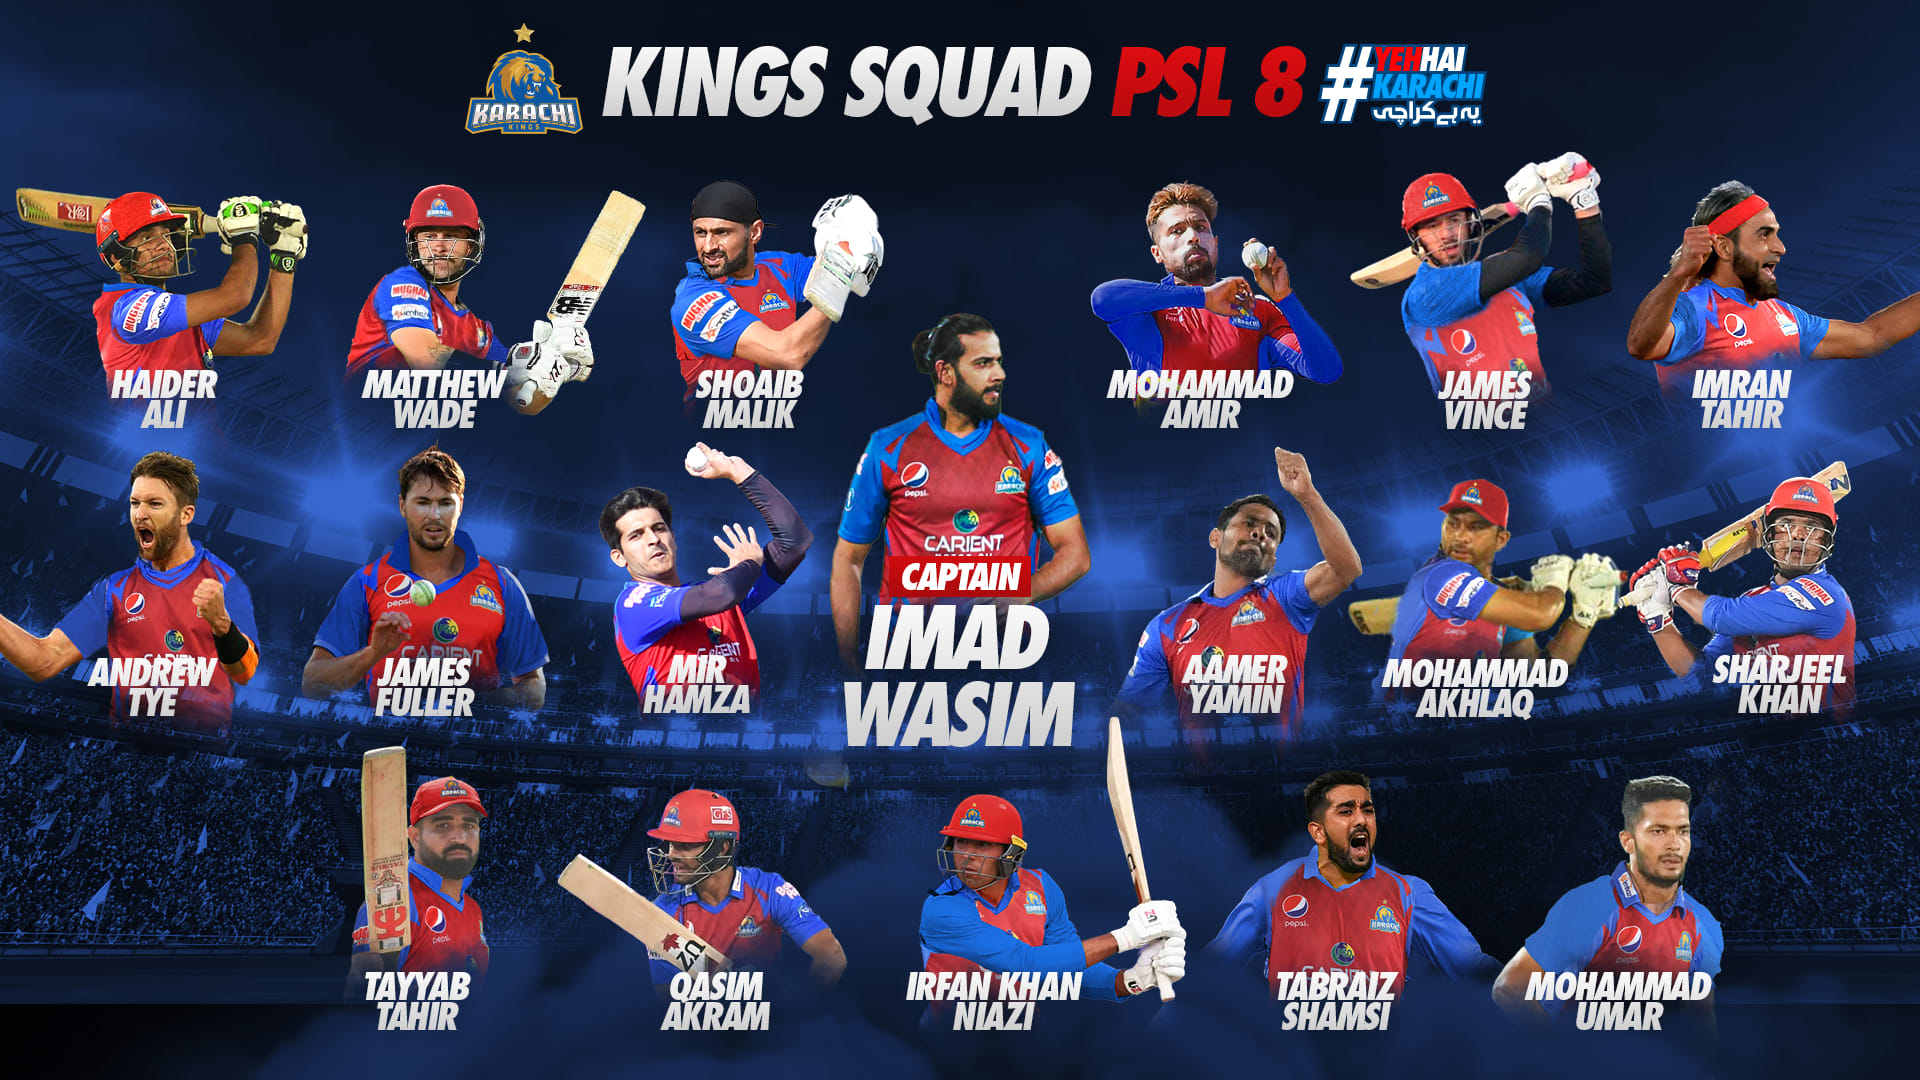 KARACHI
KINGS
KINGS SQUAD PSL 8
#YEHHAI
KARACHI
یہ ہے کراچی
HAIDER
ALI
MATTHEW
WADE
SHOAIB
MALIK
MOHAMMAD
AMIR
JAMES
VINCE
IMRAN
TAHIR
ANDREW
TYE
JAMES
FULLER
MIR
HAMZA
pepsi
CARIENT
CAPTAIN
IMAD
WASIM
AAMER
YAMIN
MOHAMMAD
AKHLAQ
SHARJEEL
KHAN
TAYYAB
TAHIR
QASIM
AKRAM
IRFAN KHAN
NIAZI
TABRAIZ
SHAMSI
MOHAMMAD
UMAR